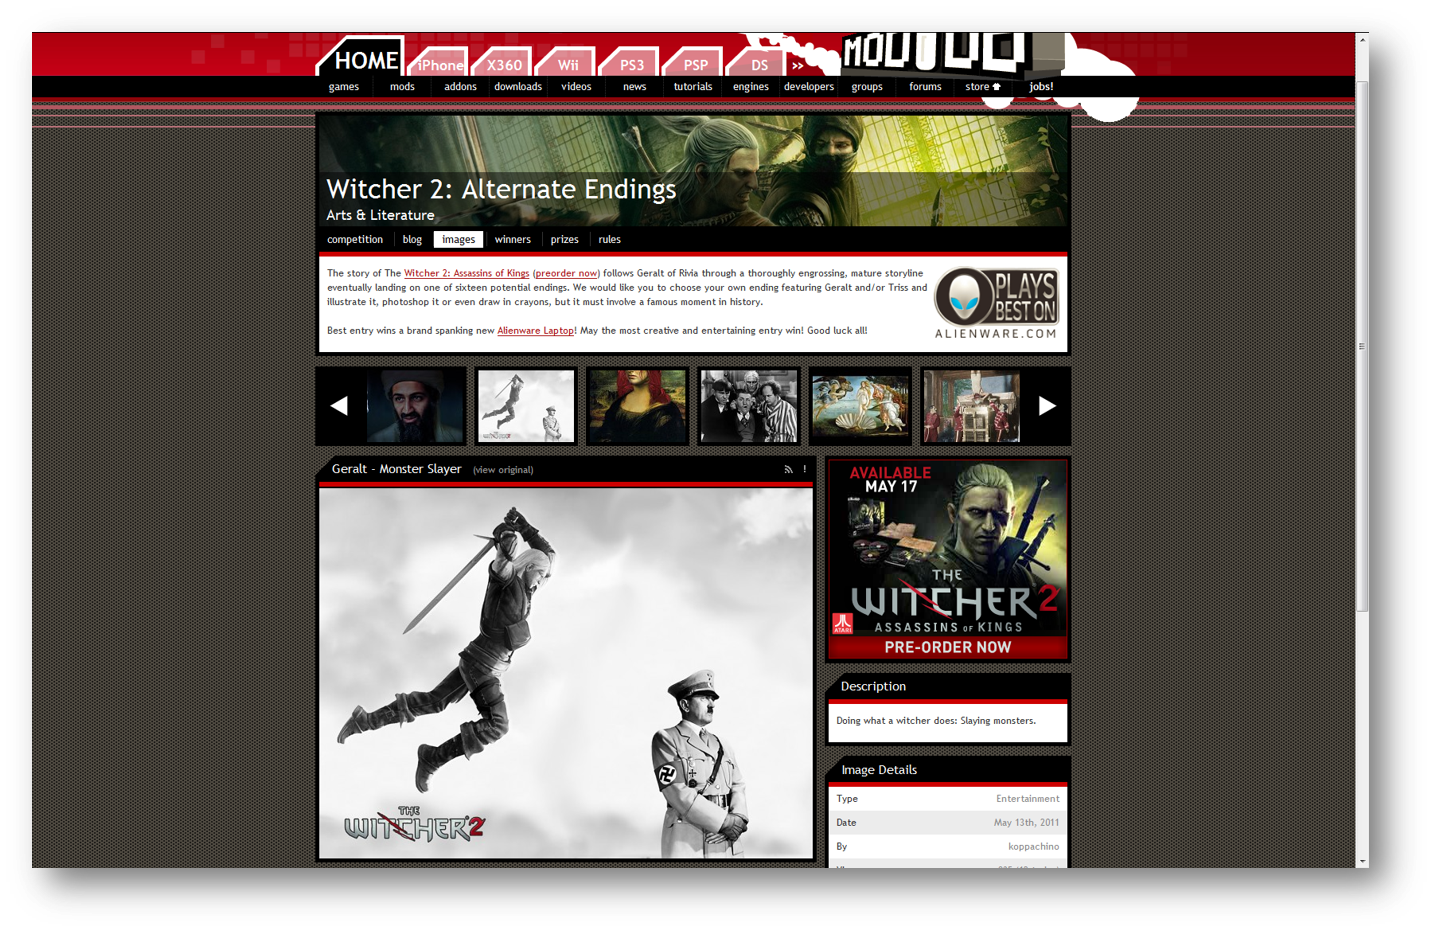 HOME
iPhone
X360
Wii
PS3
PSP
DS
»
games
mods
addons
downloads
videos
news
tutorials
engines
developers
groups
forums
store
jobs!
Witcher 2: Alternate Endings
Arts & Literature
competition
blog
images
winners
prizes
rules
The story of The Witcher 2: Assassins of Kings (preorder now) follows Geralt of Rivia through a thoroughly engrossing, mature storyline
eventually landing on one of sixteen potential endings. We would like you to choose your own ending featuring Geralt and/or Triss and
illustrate it, photoshop it or even draw in crayons, but it must involve a famous moment in history.
Best entry wins a brand spanking new Alienware Laptop! May the most creative and entertaining entry win! Good luck all!
PLAYS
BEST ON
ALIENWARE.COM
Geralt - Monster Slayer (view original)
!
THE
WITCHER 2
AVAILABLE
MAY 17
THE
WITCHER 2
ASSASSINS OF KINGS
ATARI
PRE-ORDER NOW
Description
Doing what a witcher does: Slaying monsters.
Image Details
Type Entertainment
Date May 13th, 2011
By koppachino